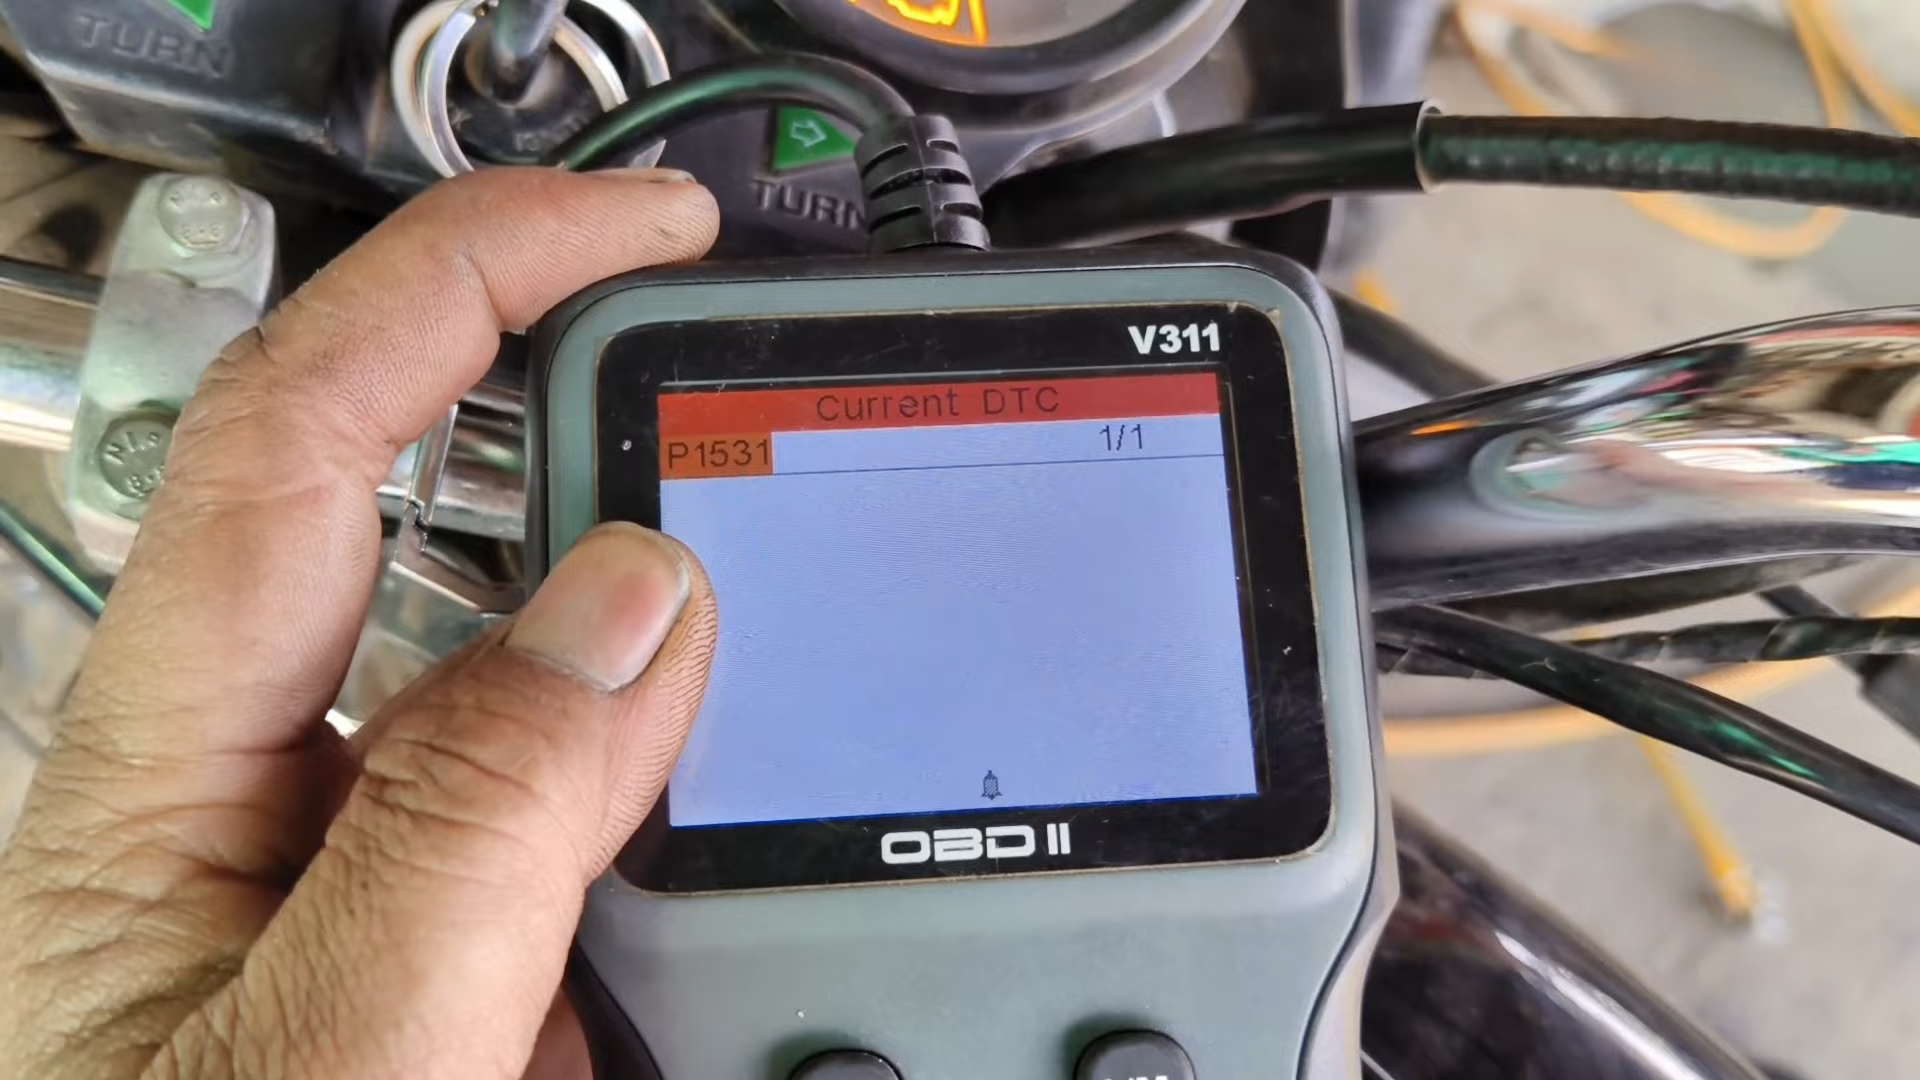 TURN
TURN
V311
Current DTC
P1531 1/1
OBD II